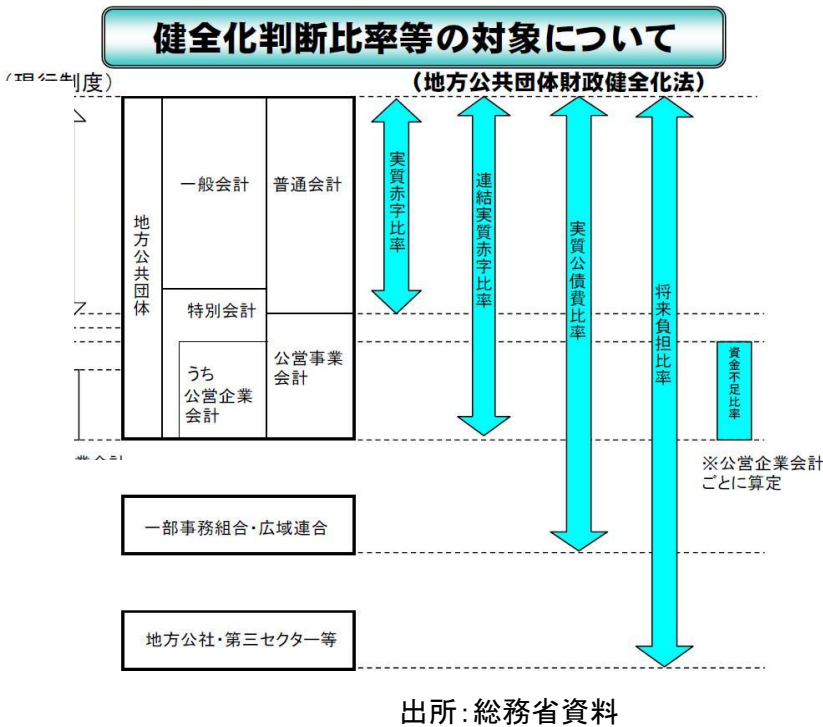 健全化判断比率等の対象について
(現行制度)
(地方公共団体財政健全化法)
地方公共団体
一般会計
普通会計
特別会計
うち
公営企業
会計
公営事業
会計
実質赤字比率
連結実質赤字比率
実質公債費比率
将来負担比率
資金不足比率
※公営企業会計
ごとに算定
一部事務組合・広域連合
地方公社・第三セクター等
出所:総務省資料